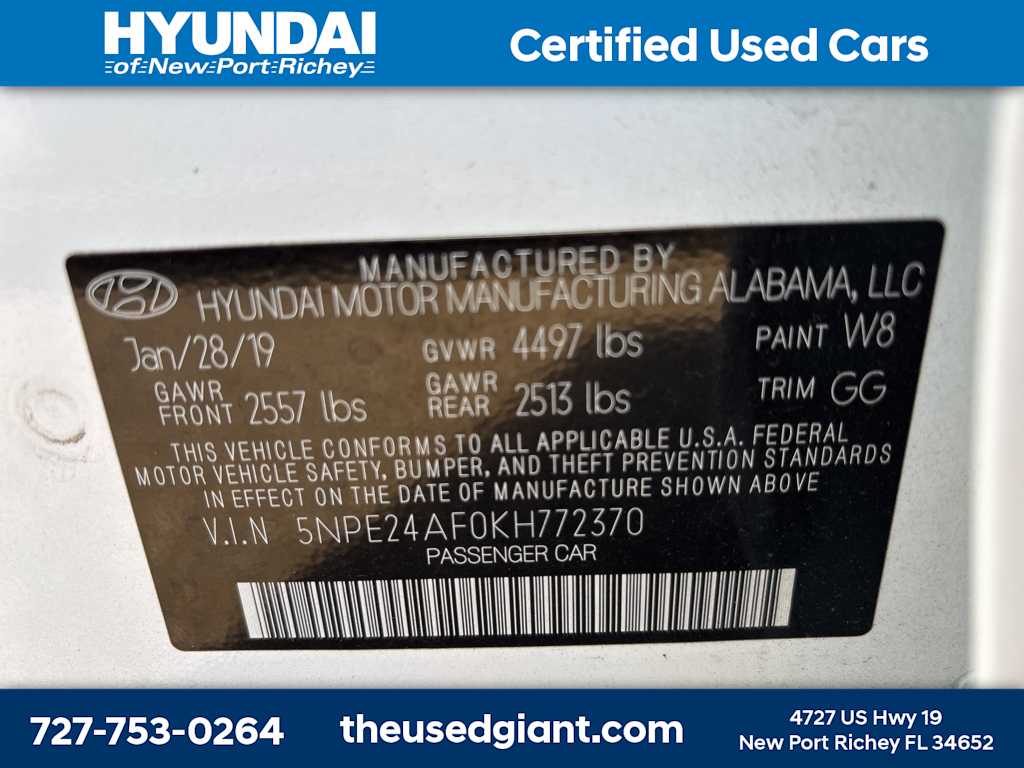 HYUNDAI
of New Port Richey
Certified Used Cars
MANUFACTURED BY
HYUNDAI MOTOR MANUFACTURING ALABAMA, LLC
Jan/28/19 GVWR 4497 lbs PAINT W8
GAWR FRONT 2557 lbs GAWR REAR 2513 lbs TRIM GG
THIS VEHICLE CONFORMS TO ALL APPLICABLE U.S.A. FEDERAL
MOTOR VEHICLE SAFETY, BUMPER, AND THEFT PREVENTION STANDARDS
IN EFFECT ON THE DATE OF MANUFACTURE SHOWN ABOVE
V.I.N 5NPE24AF0KH772370
PASSENGER CAR
727-753-0264
theusedgiant.com
4727 US Hwy 19
New Port Richey FL 34652